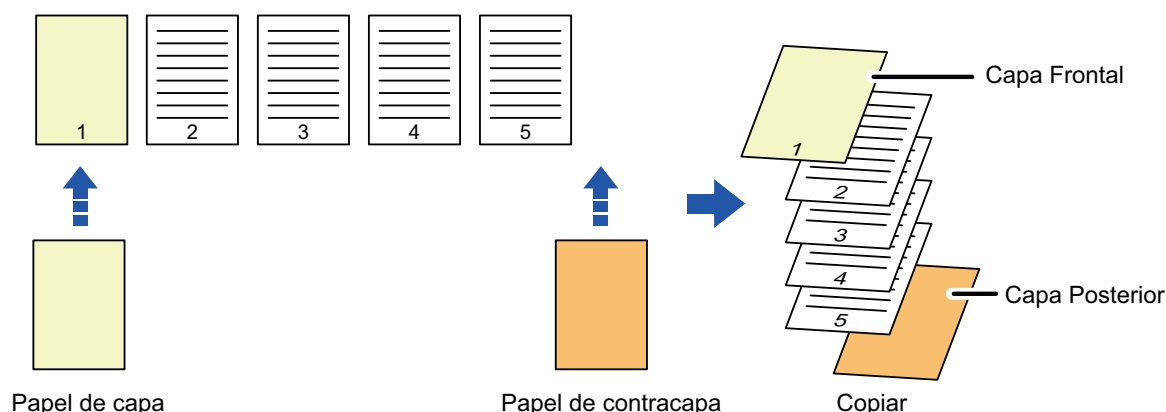 1 2 3 4 5
Capa Frontal
1
2
3
4
5
Capa Posterior
Papel de capa
Papel de contracapa
Copiar